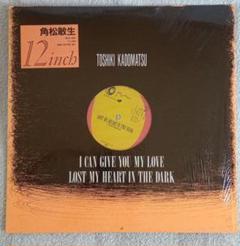 角松敏生
12inch
TOSHIKI KADOMATSU
I CAN GIVE YOU MY LOVE
LOST MY HEART IN THE DARK